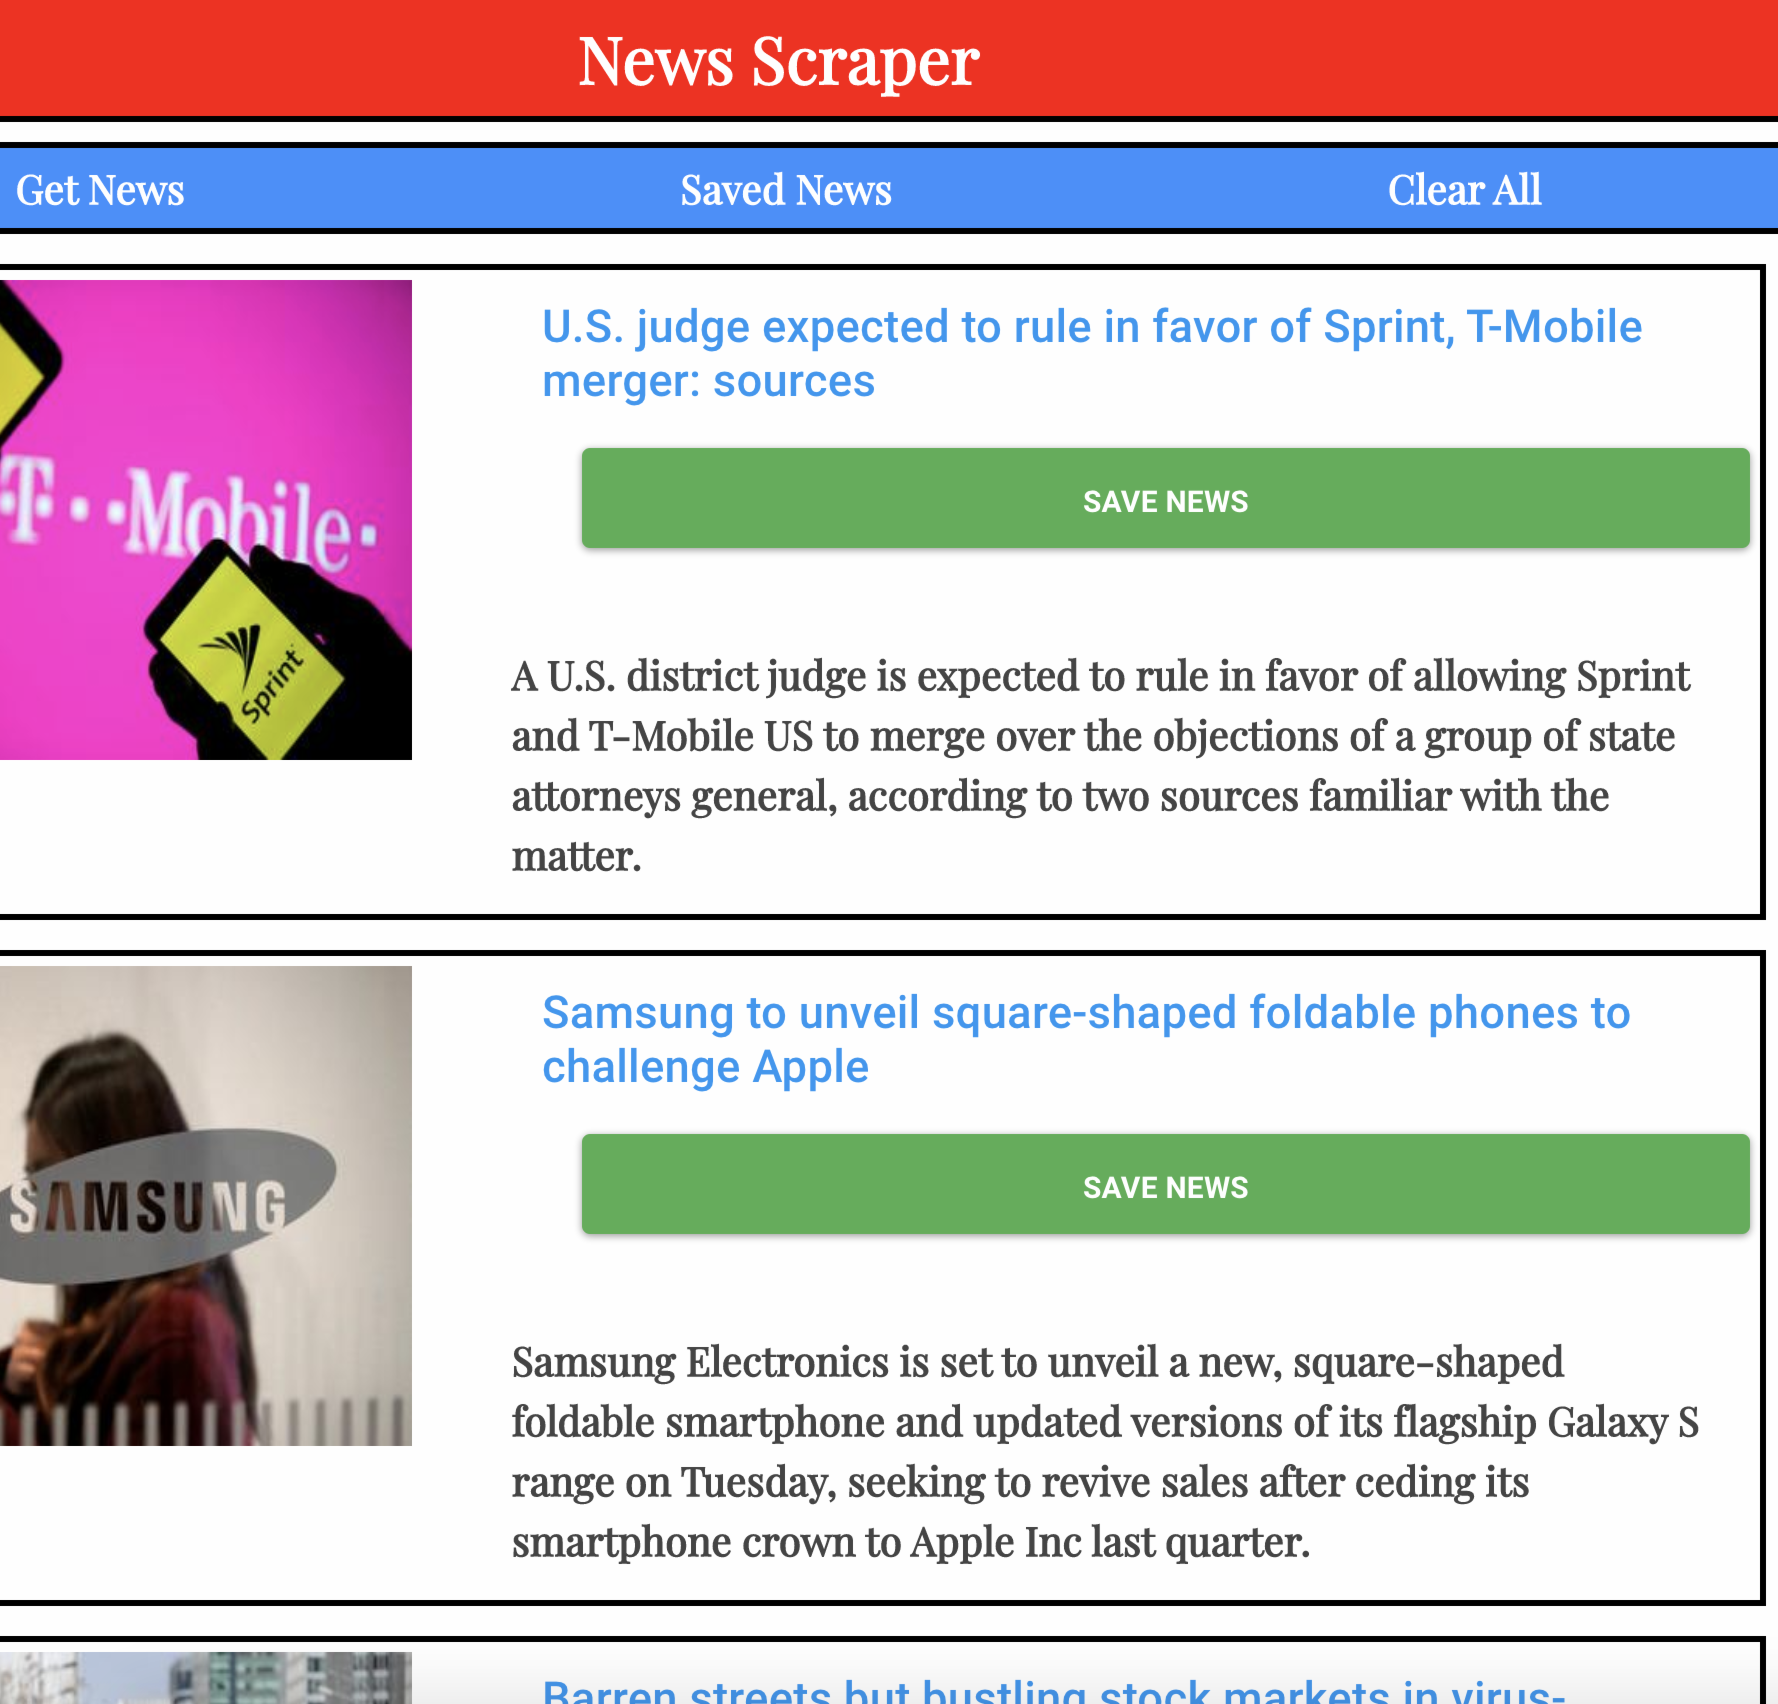 News Scraper
Get News
Saved News
Clear All
T··Mobile·
Sprint
U.S. judge expected to rule in favor of Sprint, T-Mobile
merger: sources
SAVE NEWS
A U.S. district judge is expected to rule in favor of allowing Sprint
and T-Mobile US to merge over the objections of a group of state
attorneys general, according to two sources familiar with the
matter.
SAMSUNG
Samsung to unveil square-shaped foldable phones to
challenge Apple
SAVE NEWS
Samsung Electronics is set to unveil a new, square-shaped
foldable smartphone and updated versions of its flagship Galaxy S
range on Tuesday, seeking to revive sales after ceding its
smartphone crown to Apple Inc last quarter.
Barren streets but bustling stock markets in virus-